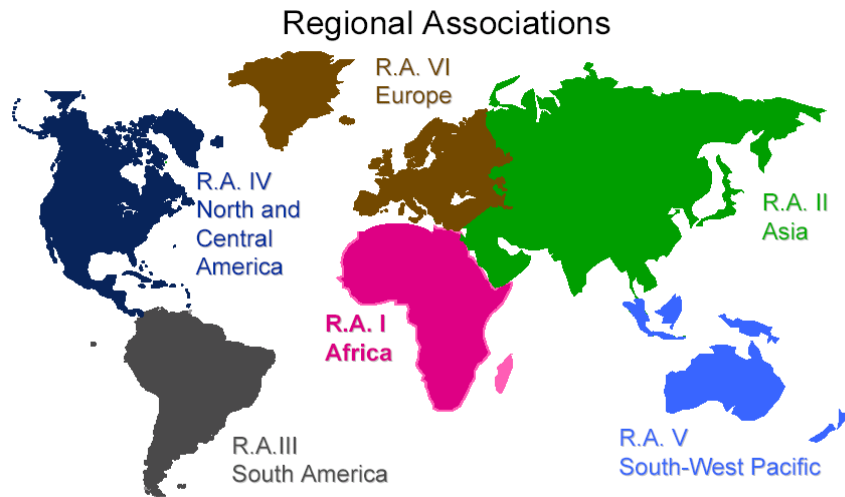 Regional Associations
R.A. VI
Europe
R.A. IV
North and
Central
America
R.A. II
Asia
R.A. I
Africa
R.A.III
South America
R.A. V
South-West Pacific